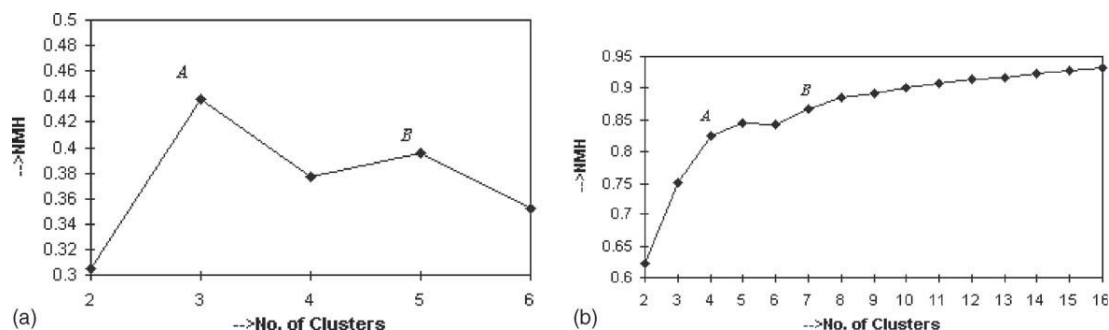 0.5
0.48
0.46
0.44
0.42
0.4
0.38
0.36
0.34
0.32
0.3
-->NMH
A
B
2 3 4 5 6
-->No. of Clusters
(a)
0.95
0.9
0.85
0.8
0.75
0.7
0.65
0.6
-->NMH
A
B
2 3 4 5 6 7 8 9 10 11 12 13 14 15 16
-->No. of Clusters
(b)